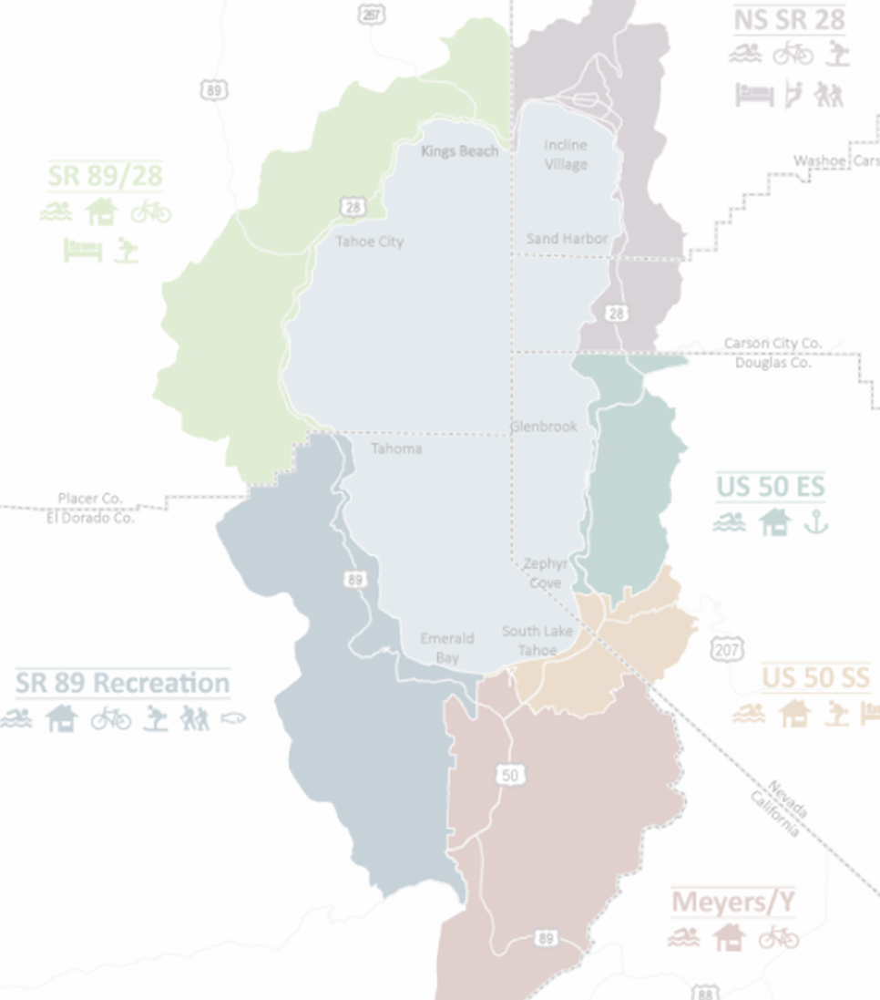 267
NS SR 28
89
Kings Beach
Incline
Village
Washoe Cars
SR 89/28
28
Tahoe City
Sand Harbor
28
Carson City Co.
Douglas Co.
Glenbrook
Tahoma
US 50 ES
Placer Co.
El Dorado Co.
Zephyr
Cove
89
Emerald
Bay
South Lake
Tahoe
207
SR 89 Recreation
US 50 SS
50
Nevada
California
Meyers/Y
89
88